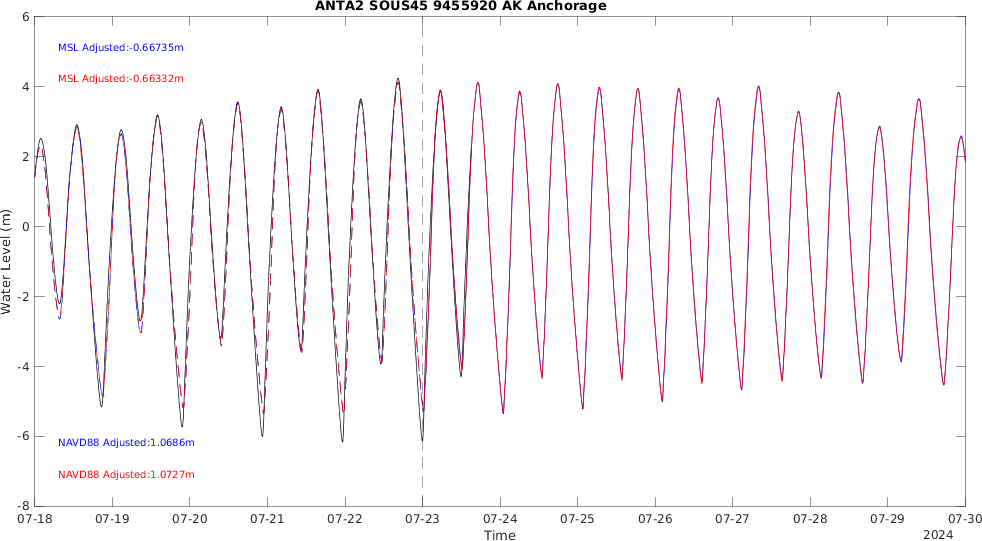 ANTA2 SOUS45 9455920 AK Anchorage
6
MSL Adjusted:-0.66735m
MSL Adjusted:-0.66332m
4
2
0
-2
-4
-6
-8
Water Level (m)
NAVD88 Adjusted:1.0686m
NAVD88 Adjusted:1.0727m
07-18 07-19 07-20 07-21 07-22 07-23 07-24 07-25 07-26 07-27 07-28 07-29 07-30
Time
2024